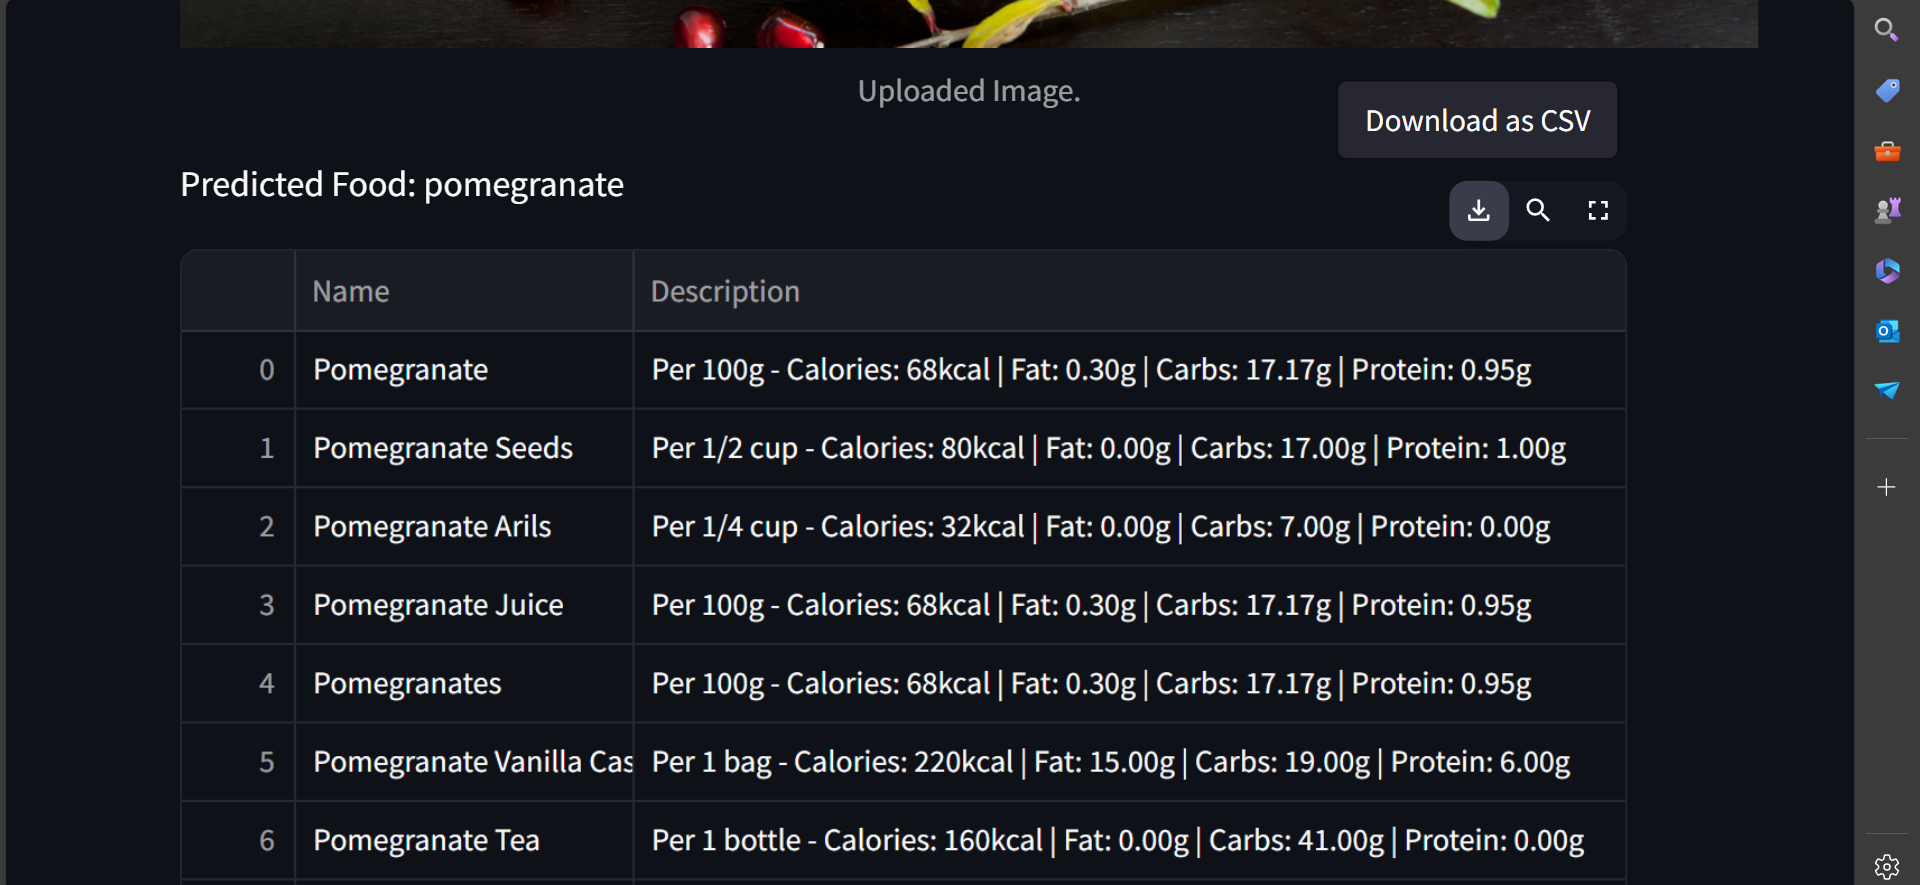 Uploaded Image.
Download as CSV
Predicted Food: pomegranate
Name Description
0 Pomegranate Per 100g - Calories: 68kcal | Fat: 0.30g | Carbs: 17.17g | Protein: 0.95g
1 Pomegranate Seeds Per 1/2 cup - Calories: 80kcal | Fat: 0.00g | Carbs: 17.00g | Protein: 1.00g
2 Pomegranate Arils Per 1/4 cup - Calories: 32kcal | Fat: 0.00g | Carbs: 7.00g | Protein: 0.00g
3 Pomegranate Juice Per 100g - Calories: 68kcal | Fat: 0.30g | Carbs: 17.17g | Protein: 0.95g
4 Pomegranates Per 100g - Calories: 68kcal | Fat: 0.30g | Carbs: 17.17g | Protein: 0.95g
5 Pomegranate Vanilla Cas Per 1 bag - Calories: 220kcal | Fat: 15.00g | Carbs: 19.00g | Protein: 6.00g
6 Pomegranate Tea Per 1 bottle - Calories: 160kcal | Fat: 0.00g | Carbs: 41.00g | Protein: 0.00g